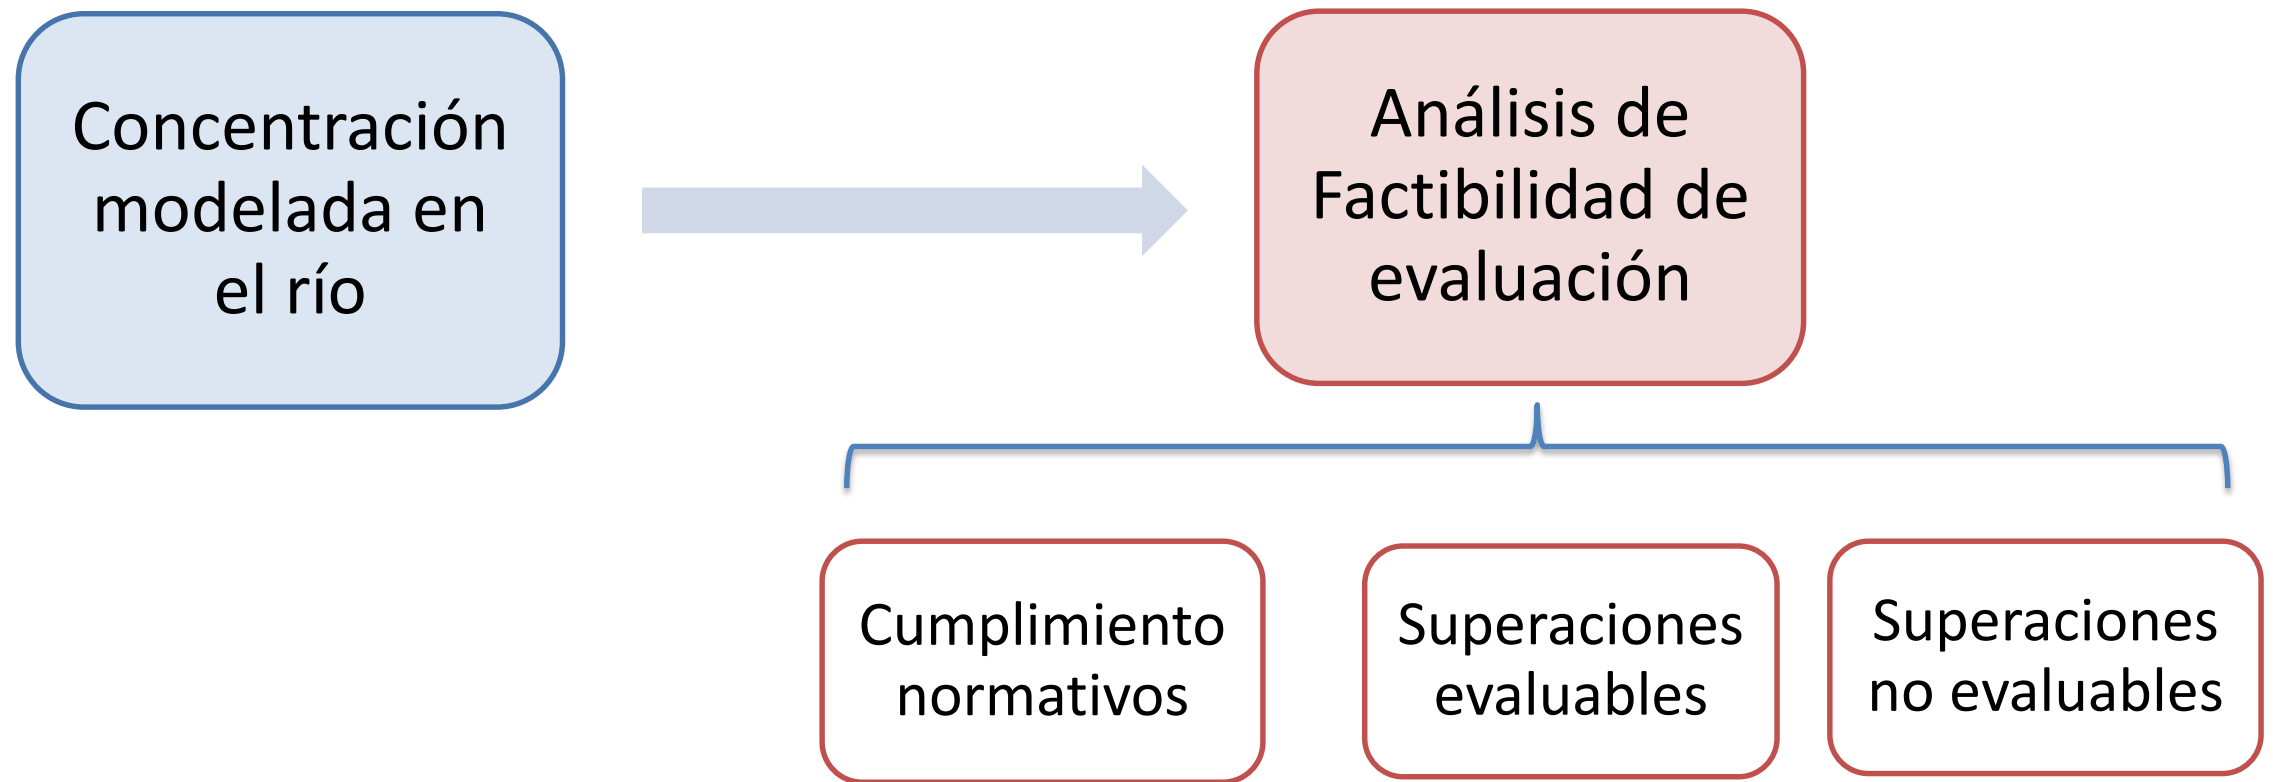 Concentración
modelada en
el río
Análisis de
Factibilidad de
evaluación
Cumplimiento
normativos
Superaciones
evaluables
Superaciones
no evaluables